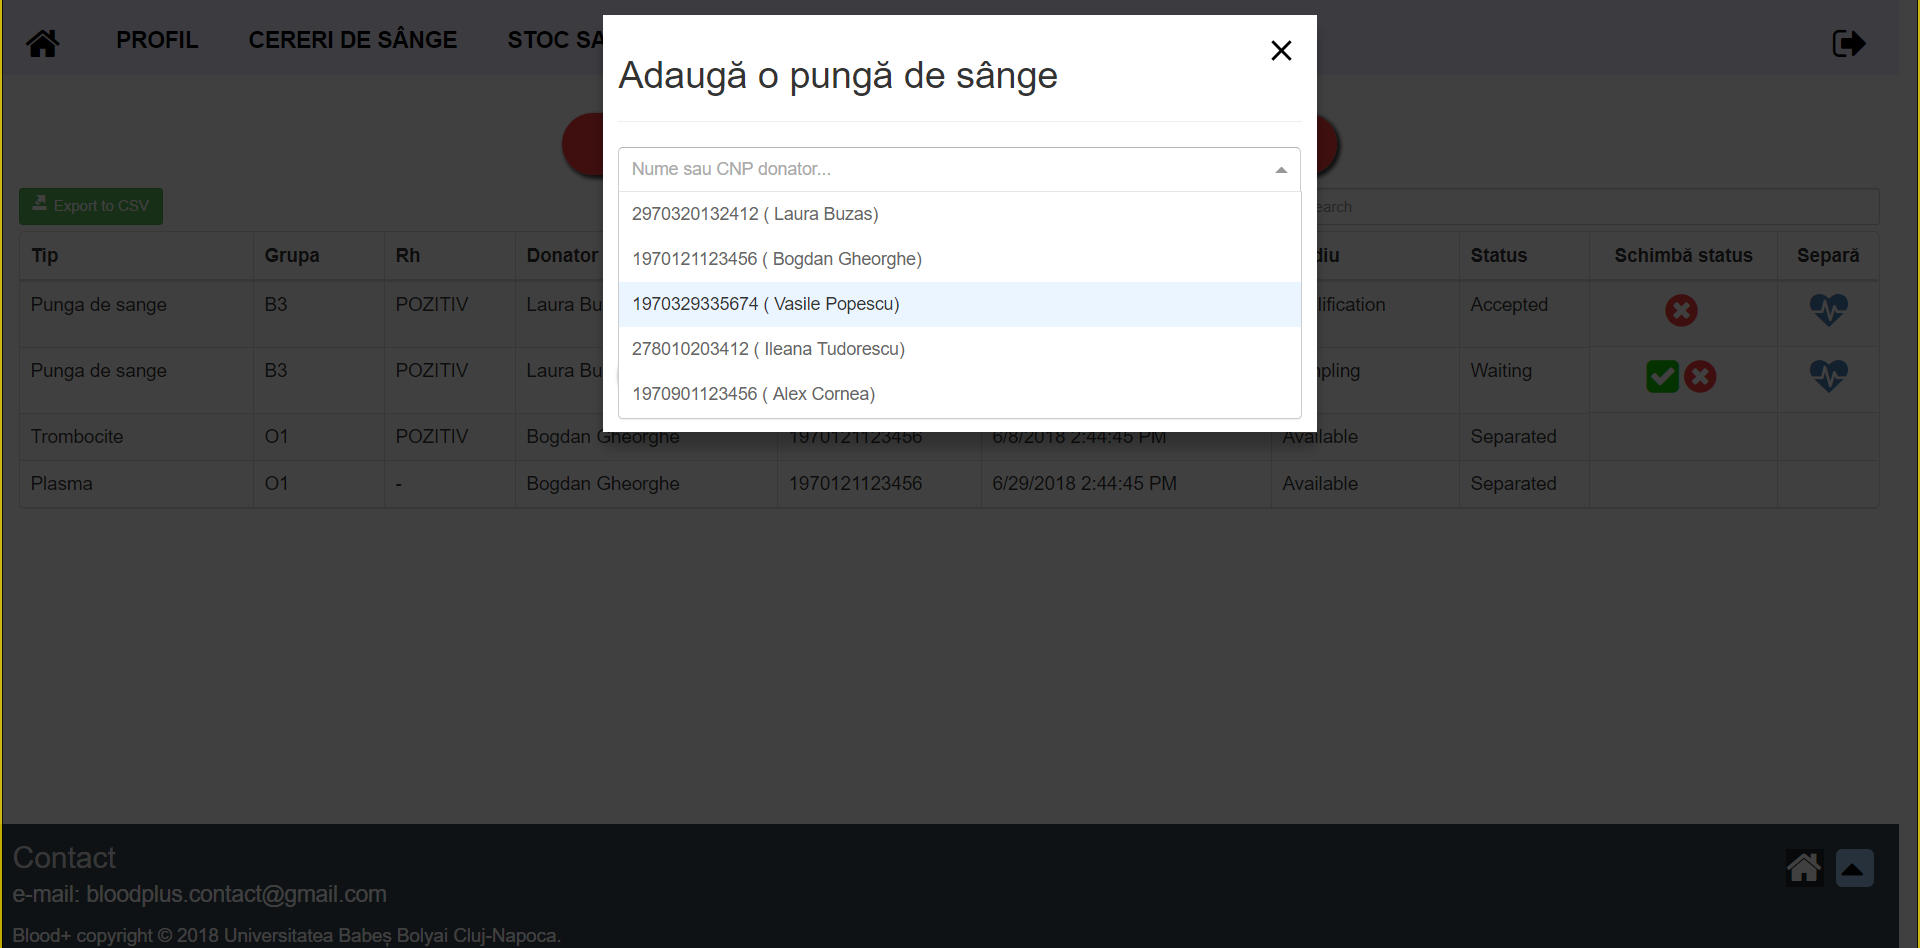 PROFIL CERERI DE SÂNGE STOC SA
Adaugă o pungă de sânge
Nume sau CNP donator...
2970320132412 ( Laura Buzas)
1970121123456 ( Bogdan Gheorghe)
1970329335674 ( Vasile Popescu)
278010203412 ( Ileana Tudorescu)
1970901123456 ( Alex Cornea)
Export to CSV earch
Tip Grupa Rh Donator diu Status Schimbă status Separă
Punga de sange B3 POZITIV Laura Bu lification Accepted
Punga de sange B3 POZITIV Laura Bu pling Waiting
Trombocite O1 POZITIV Bogdan Gheorghe 1970121123456 6/8/2018 2:44:45 PM Available Separated
Plasma O1 - Bogdan Gheorghe 1970121123456 6/29/2018 2:44:45 PM Available Separated
Contact
e-mail: bloodplus.contact@gmail.com
Blood+ copyright © 2018 Universitatea Babeș Bolyai Cluj-Napoca.